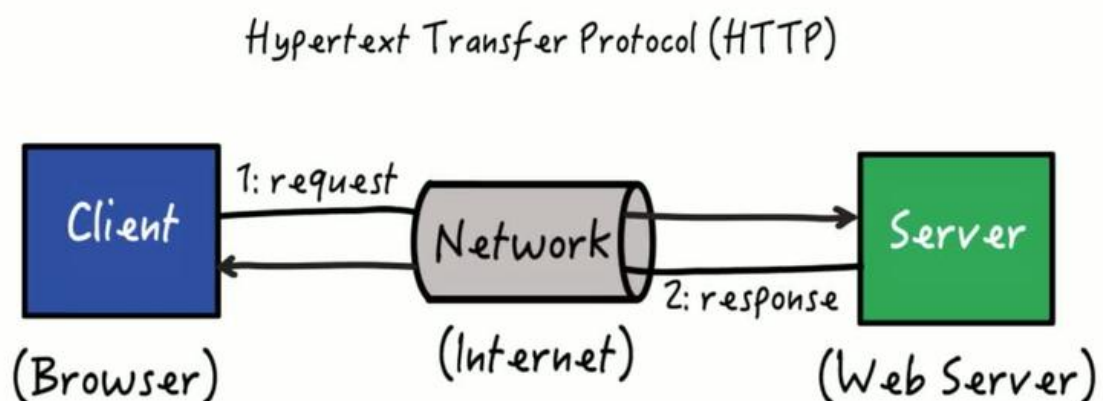 Hypertext Transfer Protocol (HTTP)
1: request
Client
Network
Server
2: response
(Browser)
(Internet)
(Web Server)